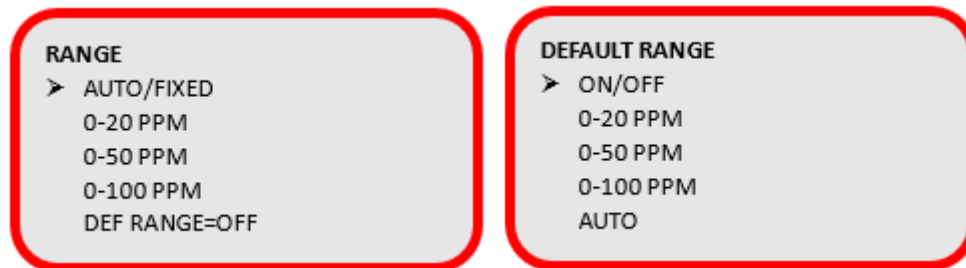 RANGE
➤ AUTO/FIXED
0-20 PPM
0-50 PPM
0-100 PPM
DEF RANGE=OFF
DEFAULT RANGE
➤ ON/OFF
0-20 PPM
0-50 PPM
0-100 PPM
AUTO